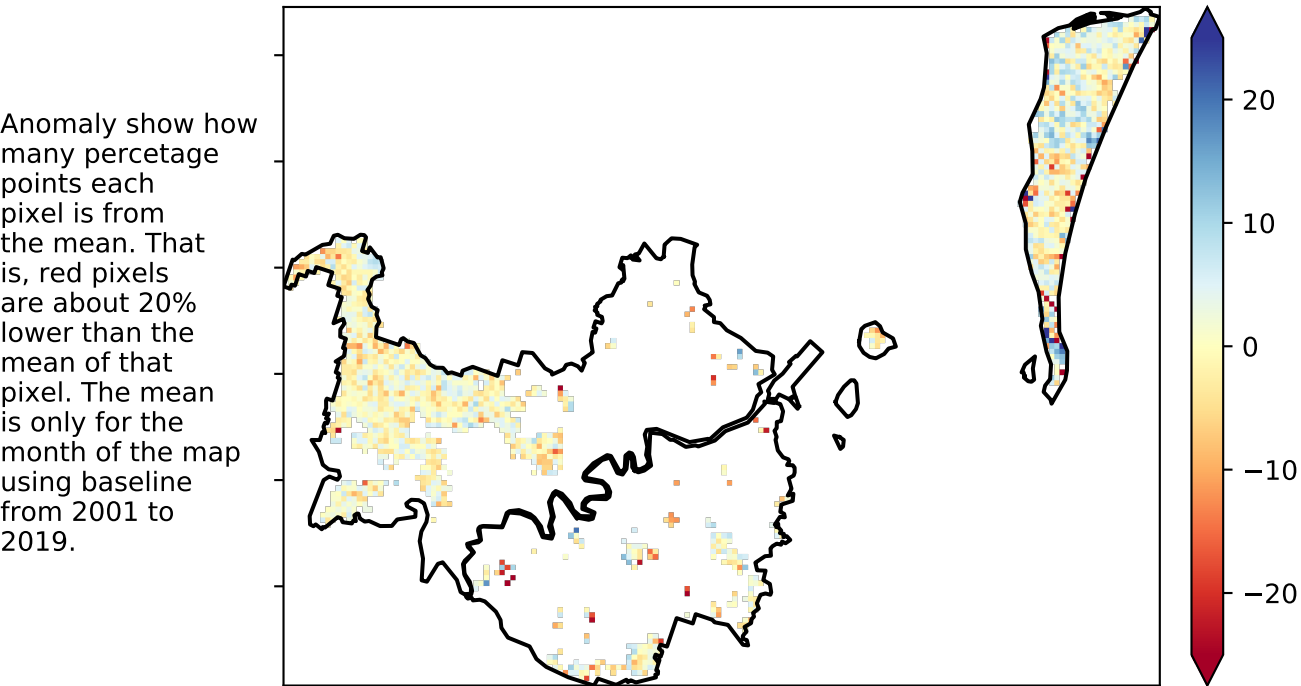 Anomaly show how
many percetage
points each
pixel is from
the mean. That
is, red pixels
are about 20%
lower than the
mean of that
pixel. The mean
is only for the
month of the map
using baseline
from 2001 to
2019.
20
10
0
−10
−20